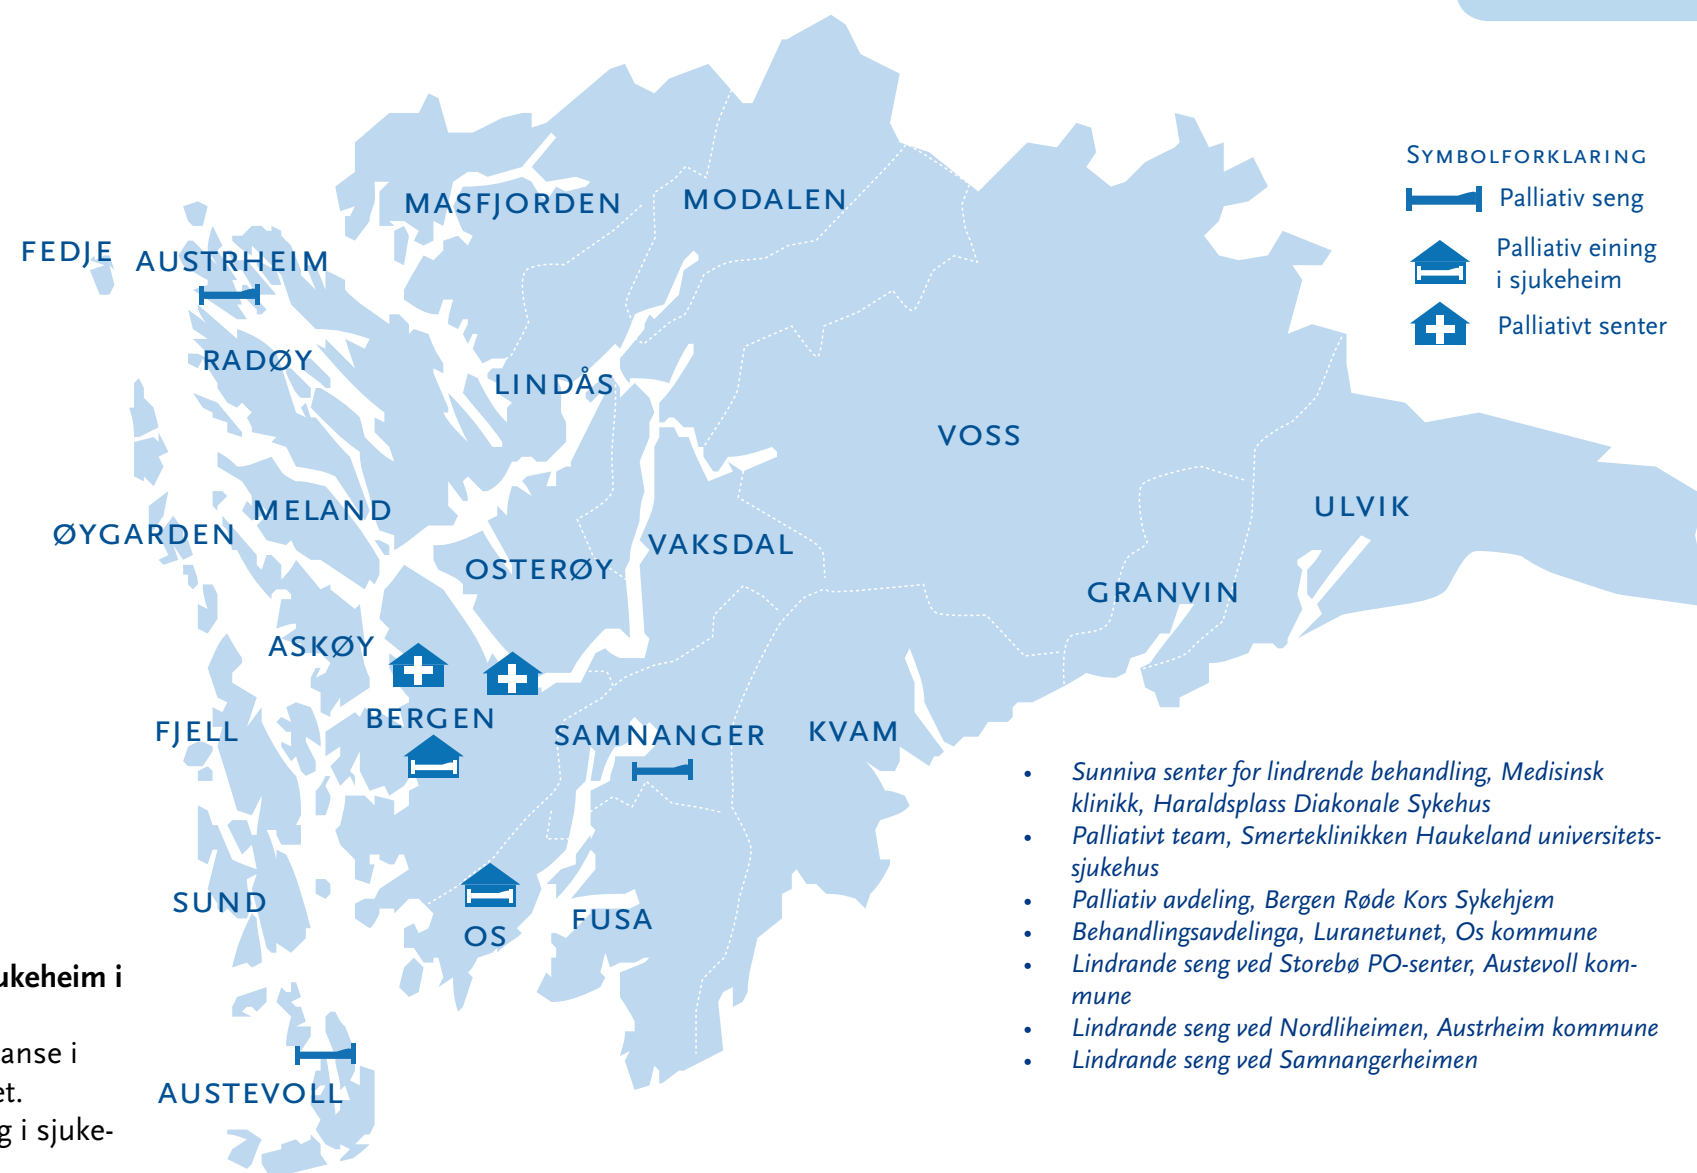 SYMBOLFORKLARING
Palliativ seng
Palliativ eining
i sjukeheim
Palliativt senter
MASFJORDEN
MODALEN
FEDJE
AUSTRHEIM
RADØY
LINDÅS
VOSS
MELAND
ULVIK
ØYGARDEN
VAKSDAL
OSTERØY
GRANVIN
ASKØY
BERGEN
FJELL
SAMNANGER
KVAM
SUND
FUSA
OS
AUSTEVOLL
• Sunniva senter for lindrende behandling, Medisinsk
klinikk, Haraldsplass Diakonale Sykehus
• Palliativt team, Smerteklinikken Haukeland universitets-
sjukehus
• Palliativ avdeling, Bergen Røde Kors Sykehjem
• Behandlingsavdelinga, Luranetunet, Os kommune
• Lindrande seng ved Storebø PO-senter, Austevoll kom-
mune
• Lindrande seng ved Nordliheimen, Austrheim kommune
• Lindrande seng ved Samnangerheimen
ukeheim i
anse i
et.
g i sjuke-